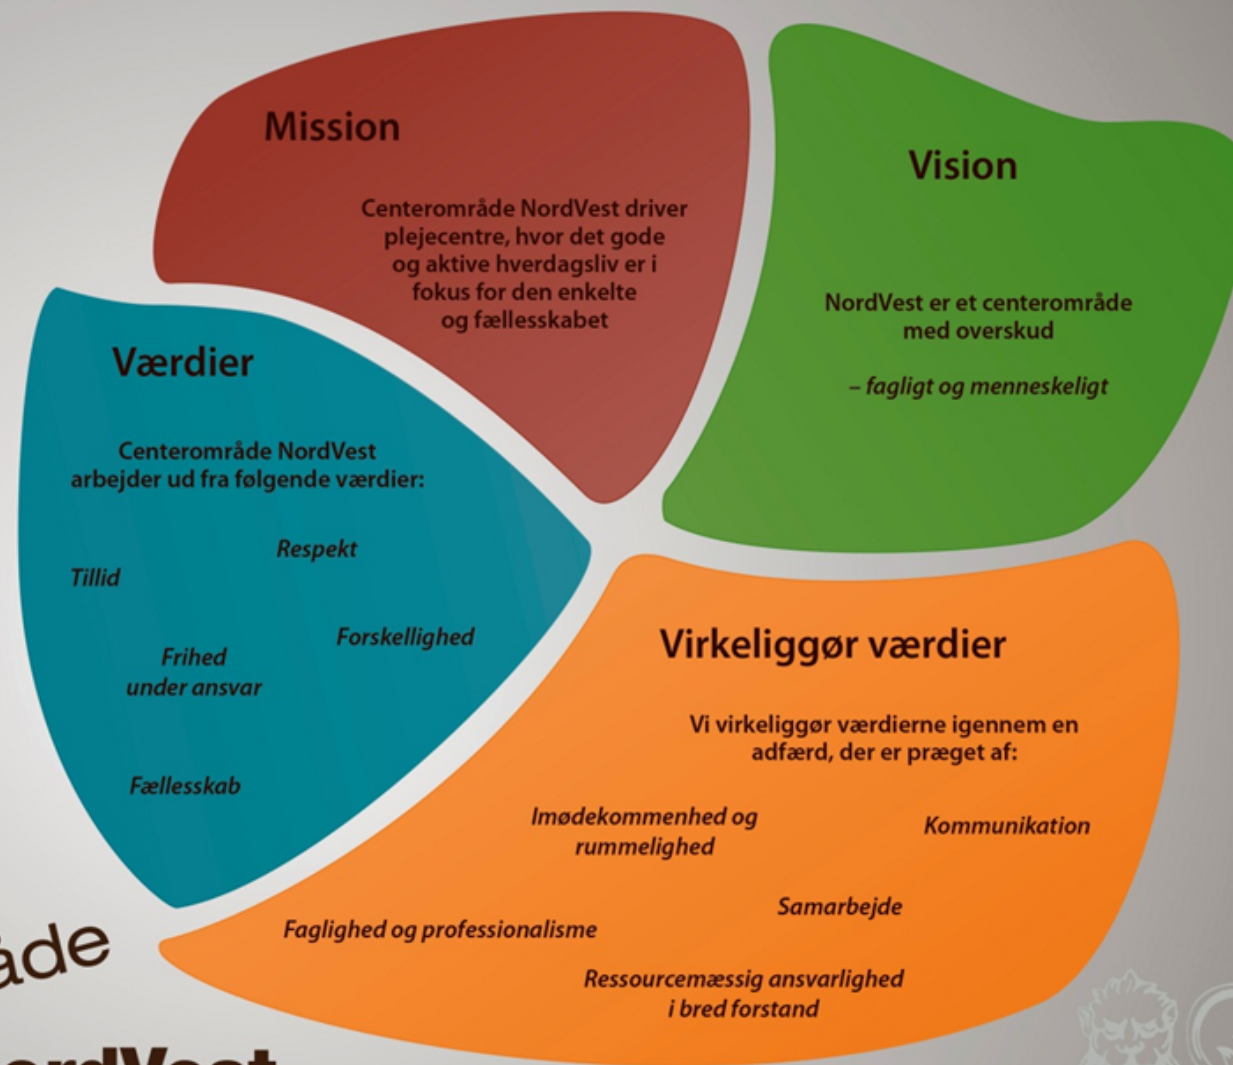 Mission
Centerområde NordVest driver
plejecentre, hvor det gode
og aktive hverdagsliv er i
fokus for den enkelte
og fællesskabet
Vision
NordVest er et centerområde
med overskud
– fagligt og menneskeligt
Værdier
Centerområde NordVest
arbejder ud fra følgende værdier:
Respekt
Tillid
Forskellighed
Frihed
under ansvar
Fællesskab
Virkeliggør værdier
Vi virkeliggør værdierne igennem en
adfærd, der er præget af:
Imødekommenhed og
rummelighed
Kommunikation
Samarbejde
Faglighed og professionalisme
Ressourcemæssig ansvarlighed
i bred forstand
åde
ordVest